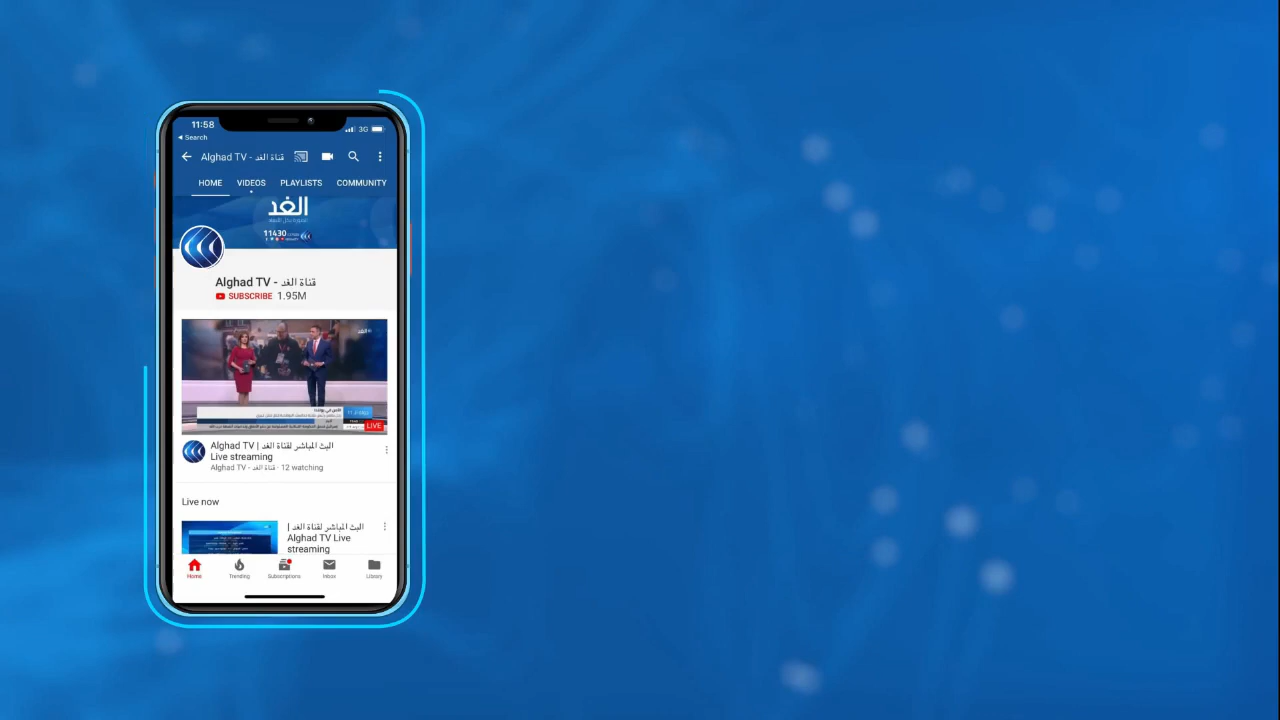 11:58
3G
Search
Alghad TV - قناة الغد
HOME VIDEOS PLAYLISTS COMMUNITY
الغد
11430
Alghad TV - قناة الغد
SUBSCRIBE 1.95M
الغد
LIVE
Alghad TV | البث المباشر لقناة الغد
Live streaming
Alghad TV - قناة الغد · 12 watching
Live now
البث المباشر لقناة الغد |
Alghad TV Live
streaming
Home Trending Subscriptions Inbox Library